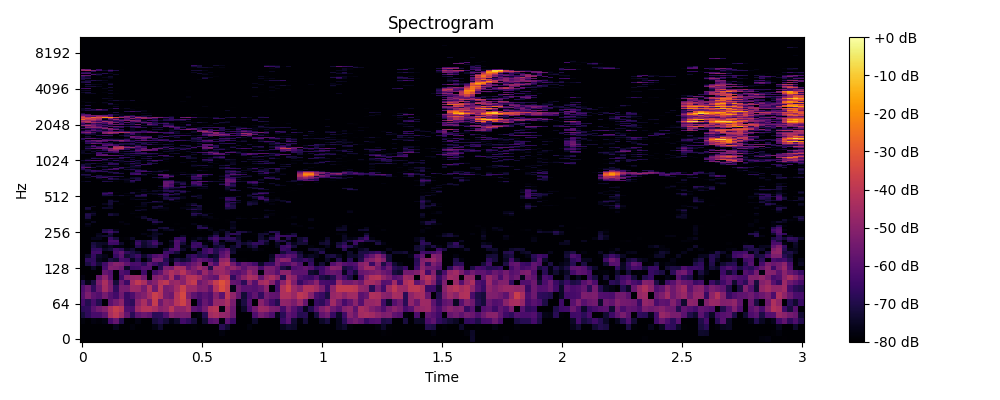 Spectrogram
8192
4096
2048
1024
512
256
128
64
0
Hz
0
0.5
1
1.5
2
2.5
3
Time
+0 dB
-10 dB
-20 dB
-30 dB
-40 dB
-50 dB
-60 dB
-70 dB
-80 dB